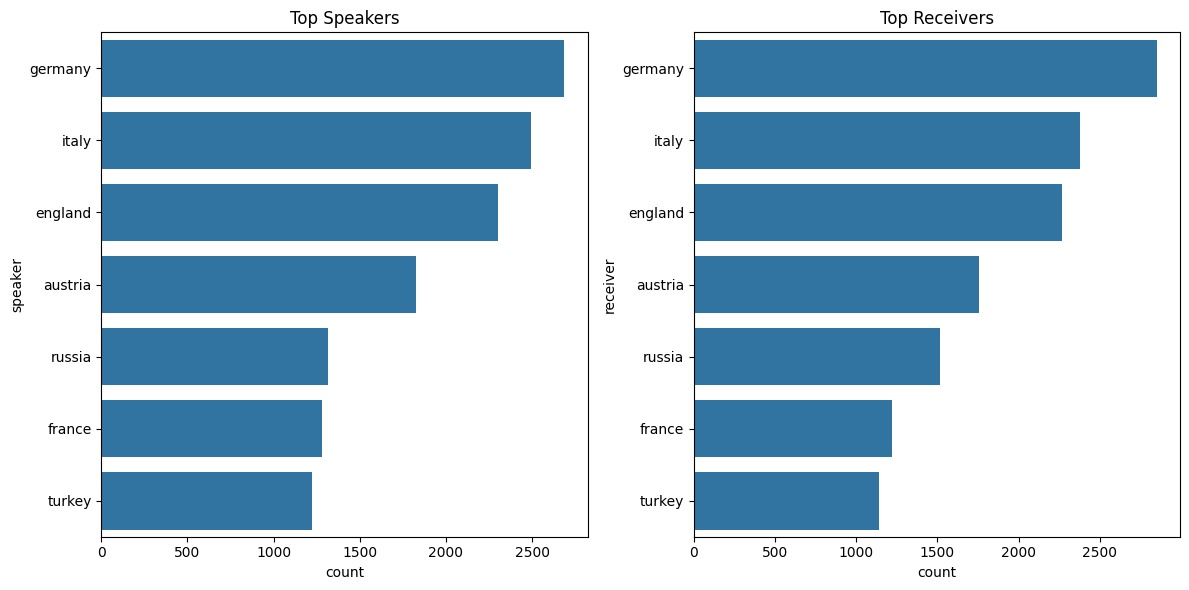 Top Speakers
germany
italy
england
austria
russia
france
turkey
speaker
0 500 1000 1500 2000 2500
count
Top Receivers
germany
italy
england
austria
russia
france
turkey
receiver
0 500 1000 1500 2000 2500
count